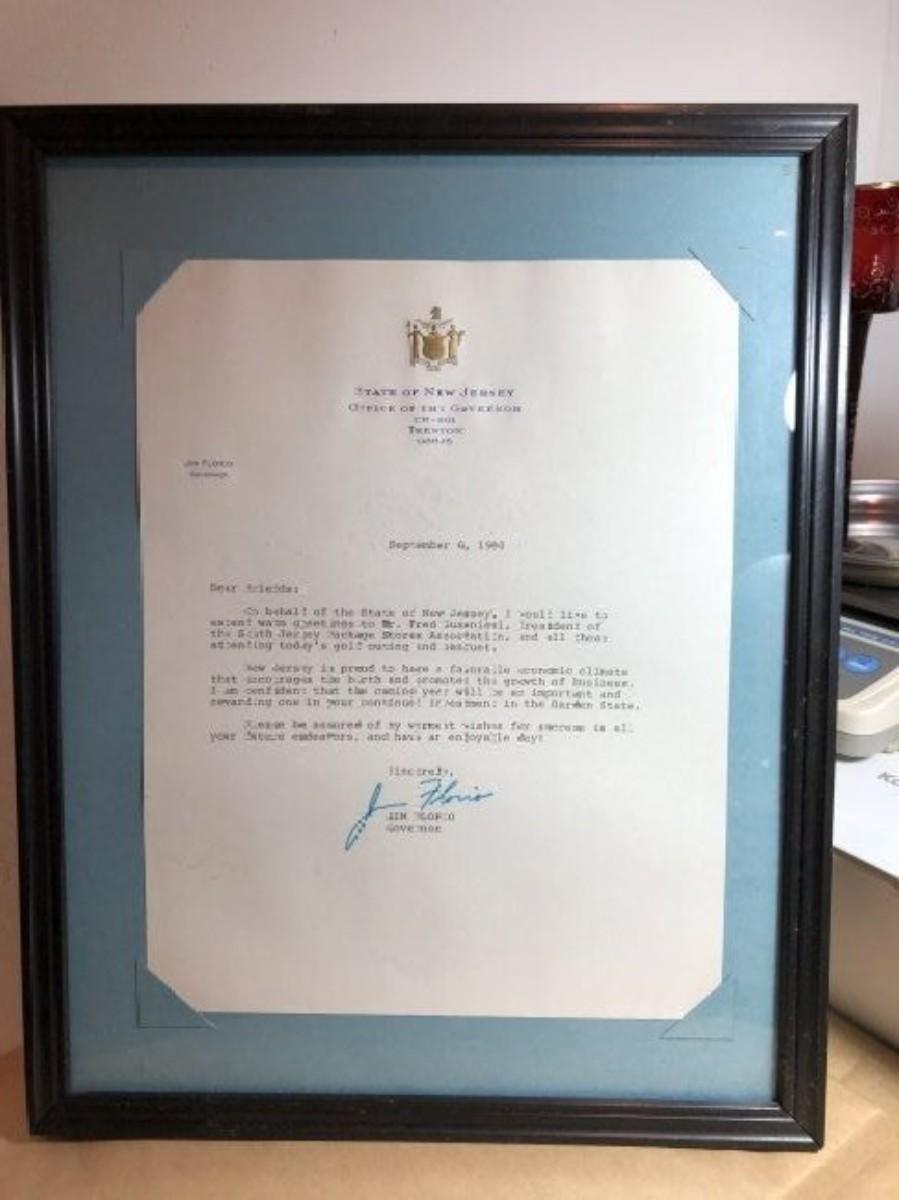 STATE OF NEW JERSEY
OFFICE OF THE GOVERNOR
CN-001
TRENTON
08625
JIM FLORIO
Governor
September 6, 1990
Dear Friends:
On behalf of the State of New Jersey, I would like to
extend warm greetings to Mr. Fred President of
the South Jersey Package Stores Association, and all those
attending today's golf outing and banquet.
New Jersey is proud to have a favorable economic climate
that encourages the birth and promotes the growth of business.
I am confident that the coming year will be an important and
rewarding one in your continued investment in the Garden State.
Please be assured of my warmest wishes for success in all
your future endeavors, and have an enjoyable day!
Sincerely,
Jim Florio
JIM FLORIO
Governor